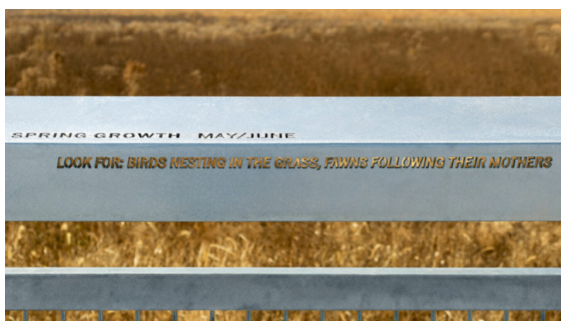 SPRING GROWTH MAY/JUNE
LOOK FOR: BIRDS NESTING IN THE GRASS, FAWNS FOLLOWING THEIR MOTHERS